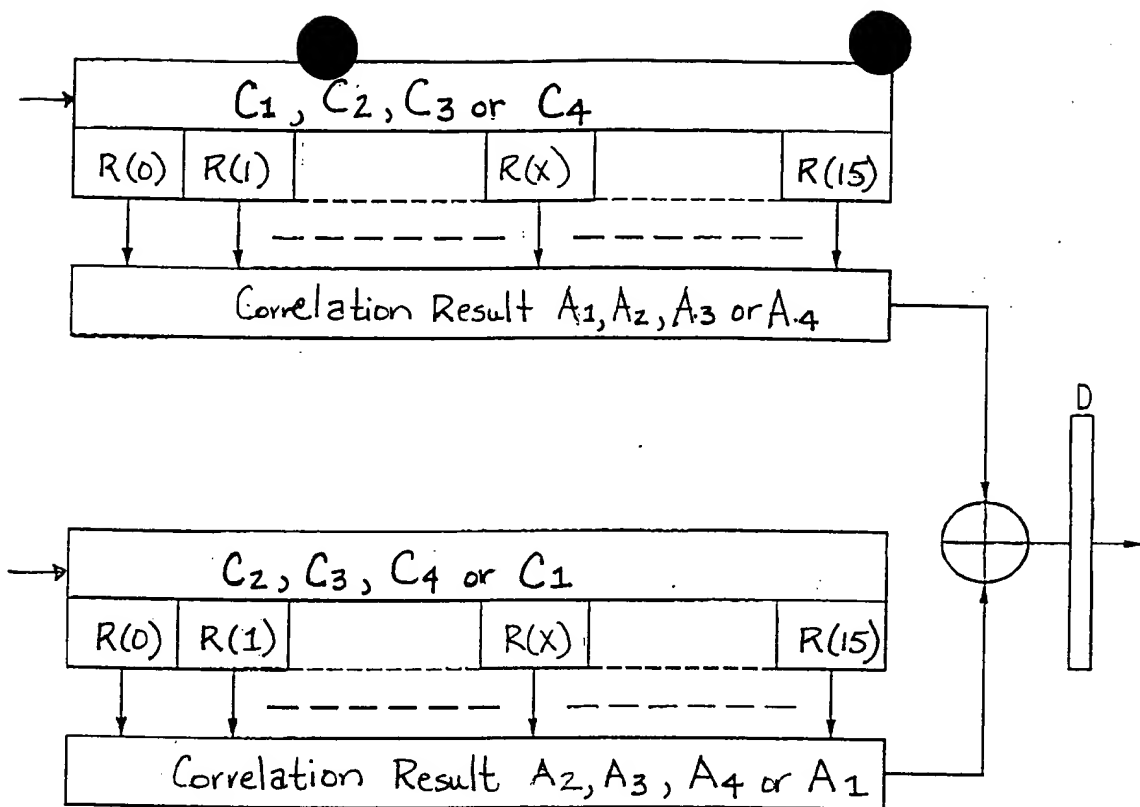 C1, C2, C3 or C4
R(0) R(1) R(X) R(15)
Correlation Result A1, A2, A3 or A4
D
C2, C3, C4 or C1
R(0) R(1) R(X) R(15)
Correlation Result A2, A3, A4 or A1